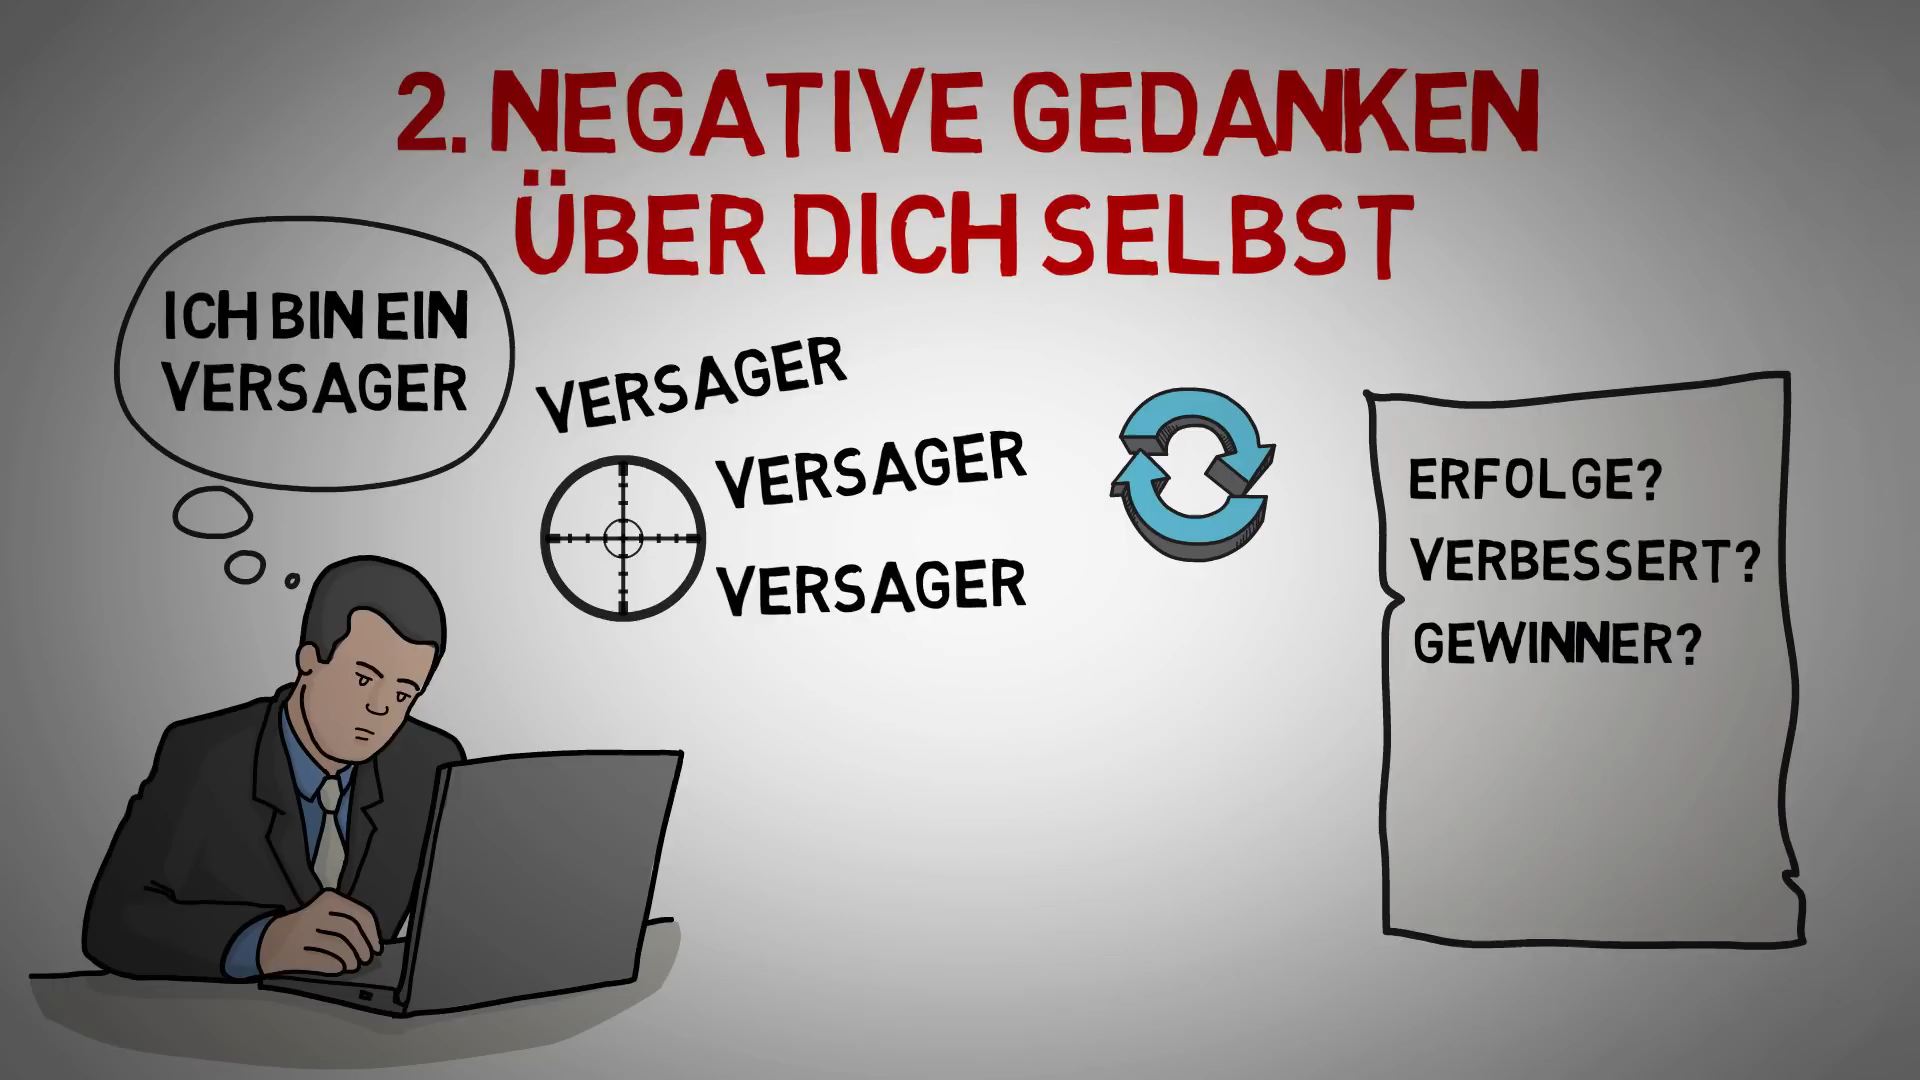 2. NEGATIVE GEDANKEN
ÜBER DICH SELBST
ICH BIN EIN
VERSAGER
VERSAGER
VERSAGER
VERSAGER
ERFOLGE?
VERBESSERT?
GEWINNER?